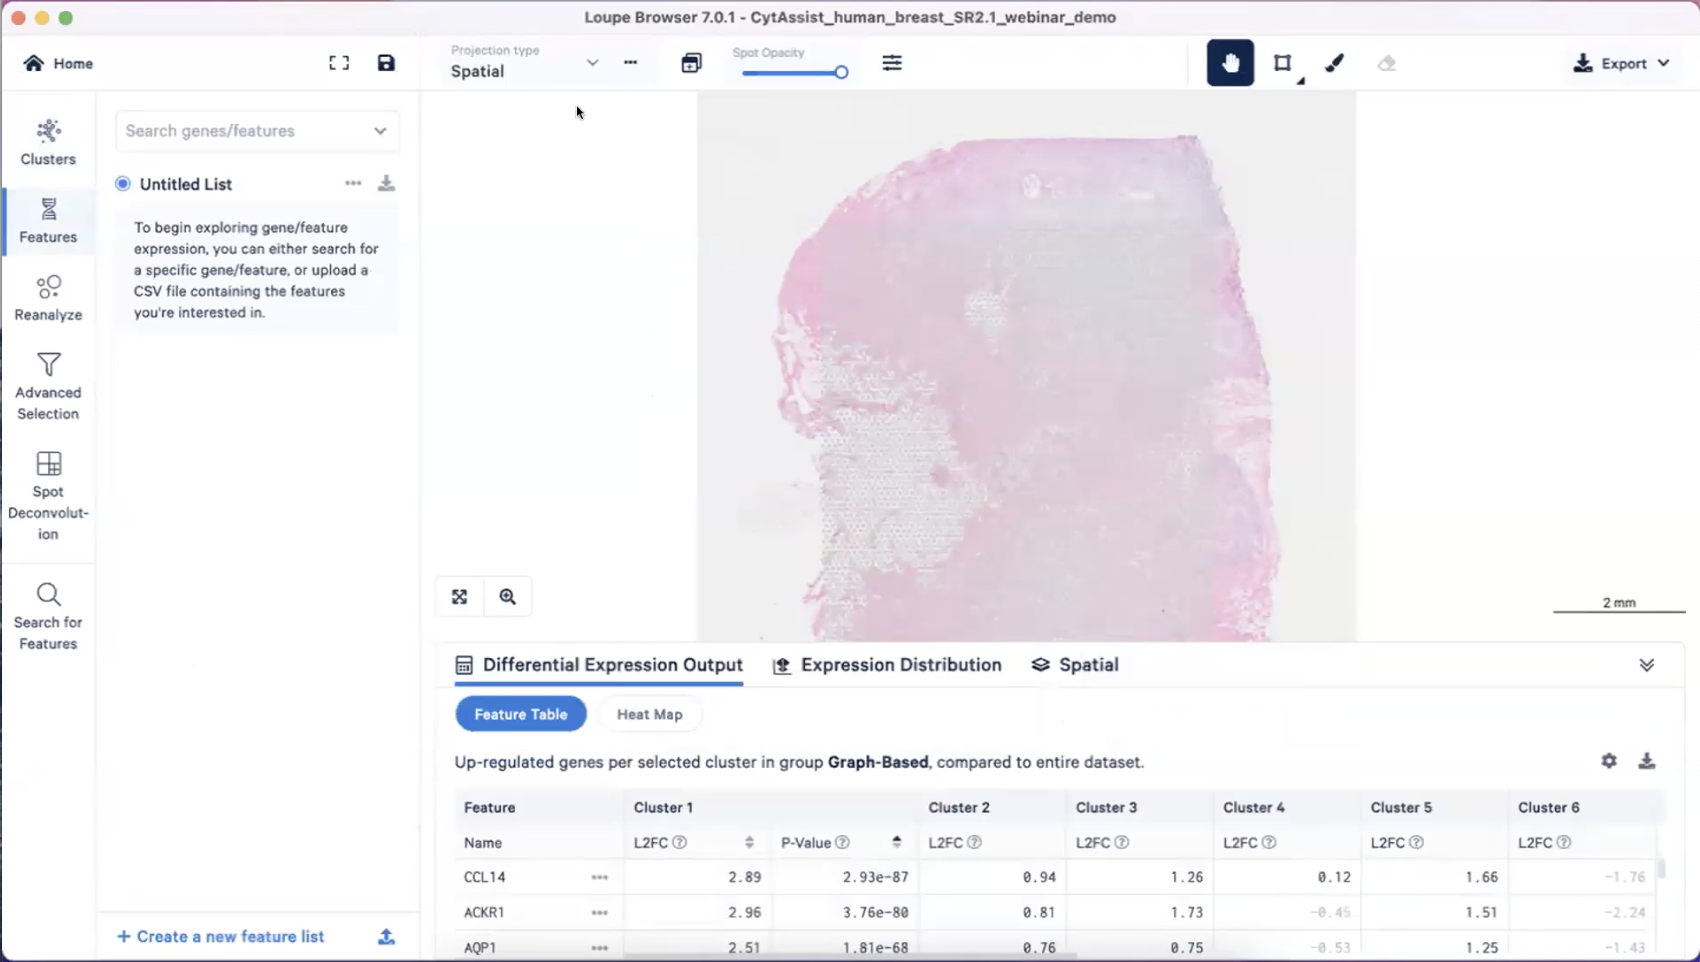 Loupe Browser 7.0.1 - CytAssist_human_breast_SR2.1_webinar_demo
Home
Projection type
Spatial
Spot Opacity
Export
Clusters
Features
Reanalyze
Advanced
Selection
Spot
Deconvolut-
ion
Search for
Features
Search genes/features
Untitled List
To begin exploring gene/feature
expression, you can either search for
a specific gene/feature, or upload a
CSV file containing the features
you're interested in.
+ Create a new feature list
2 mm
Differential Expression Output Expression Distribution Spatial
Feature Table Heat Map
Up-regulated genes per selected cluster in group Graph-Based, compared to entire dataset.
Feature Cluster 1 Cluster 2 Cluster 3 Cluster 4 Cluster 5 Cluster 6
Name L2FC P-Value L2FC L2FC L2FC L2FC L2FC
CCL14 2.89 2.93e-87 0.94 1.26 0.12 1.66 -1.76
ACKR1 2.96 3.76e-80 0.81 1.73 -0.45 1.51 -2.24
AQP1 2.51 1.81e-68 0.76 0.75 -0.53 1.25 -1.43